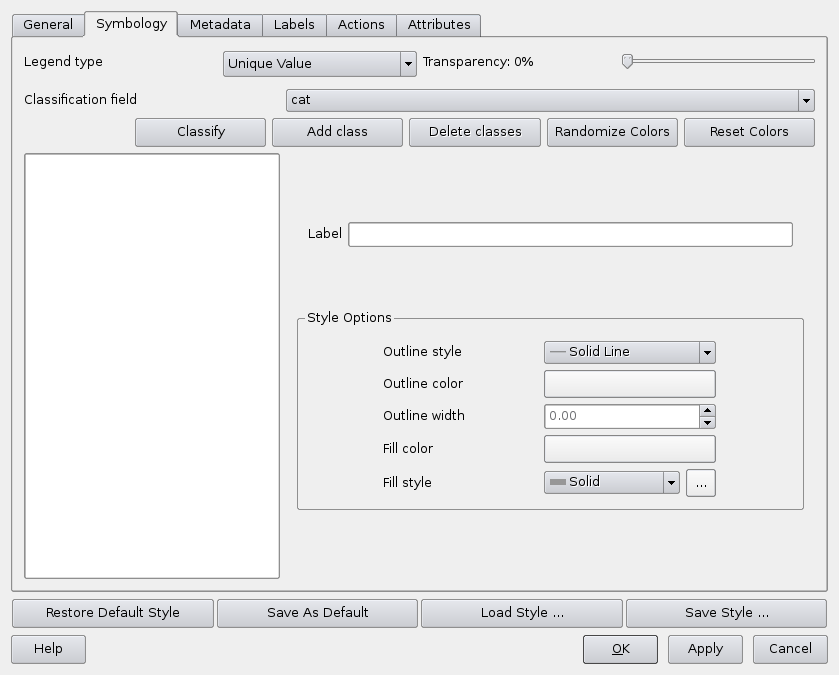 General Symbology Metadata Labels Actions Attributes
Legend type Unique Value Transparency: 0%
Classification field cat
Classify Add class Delete classes Randomize Colors Reset Colors
Label
Style Options
Outline style Solid Line
Outline color
Outline width 0.00
Fill color
Fill style Solid ...
Restore Default Style Save As Default Load Style ... Save Style ...
Help OK Apply Cancel